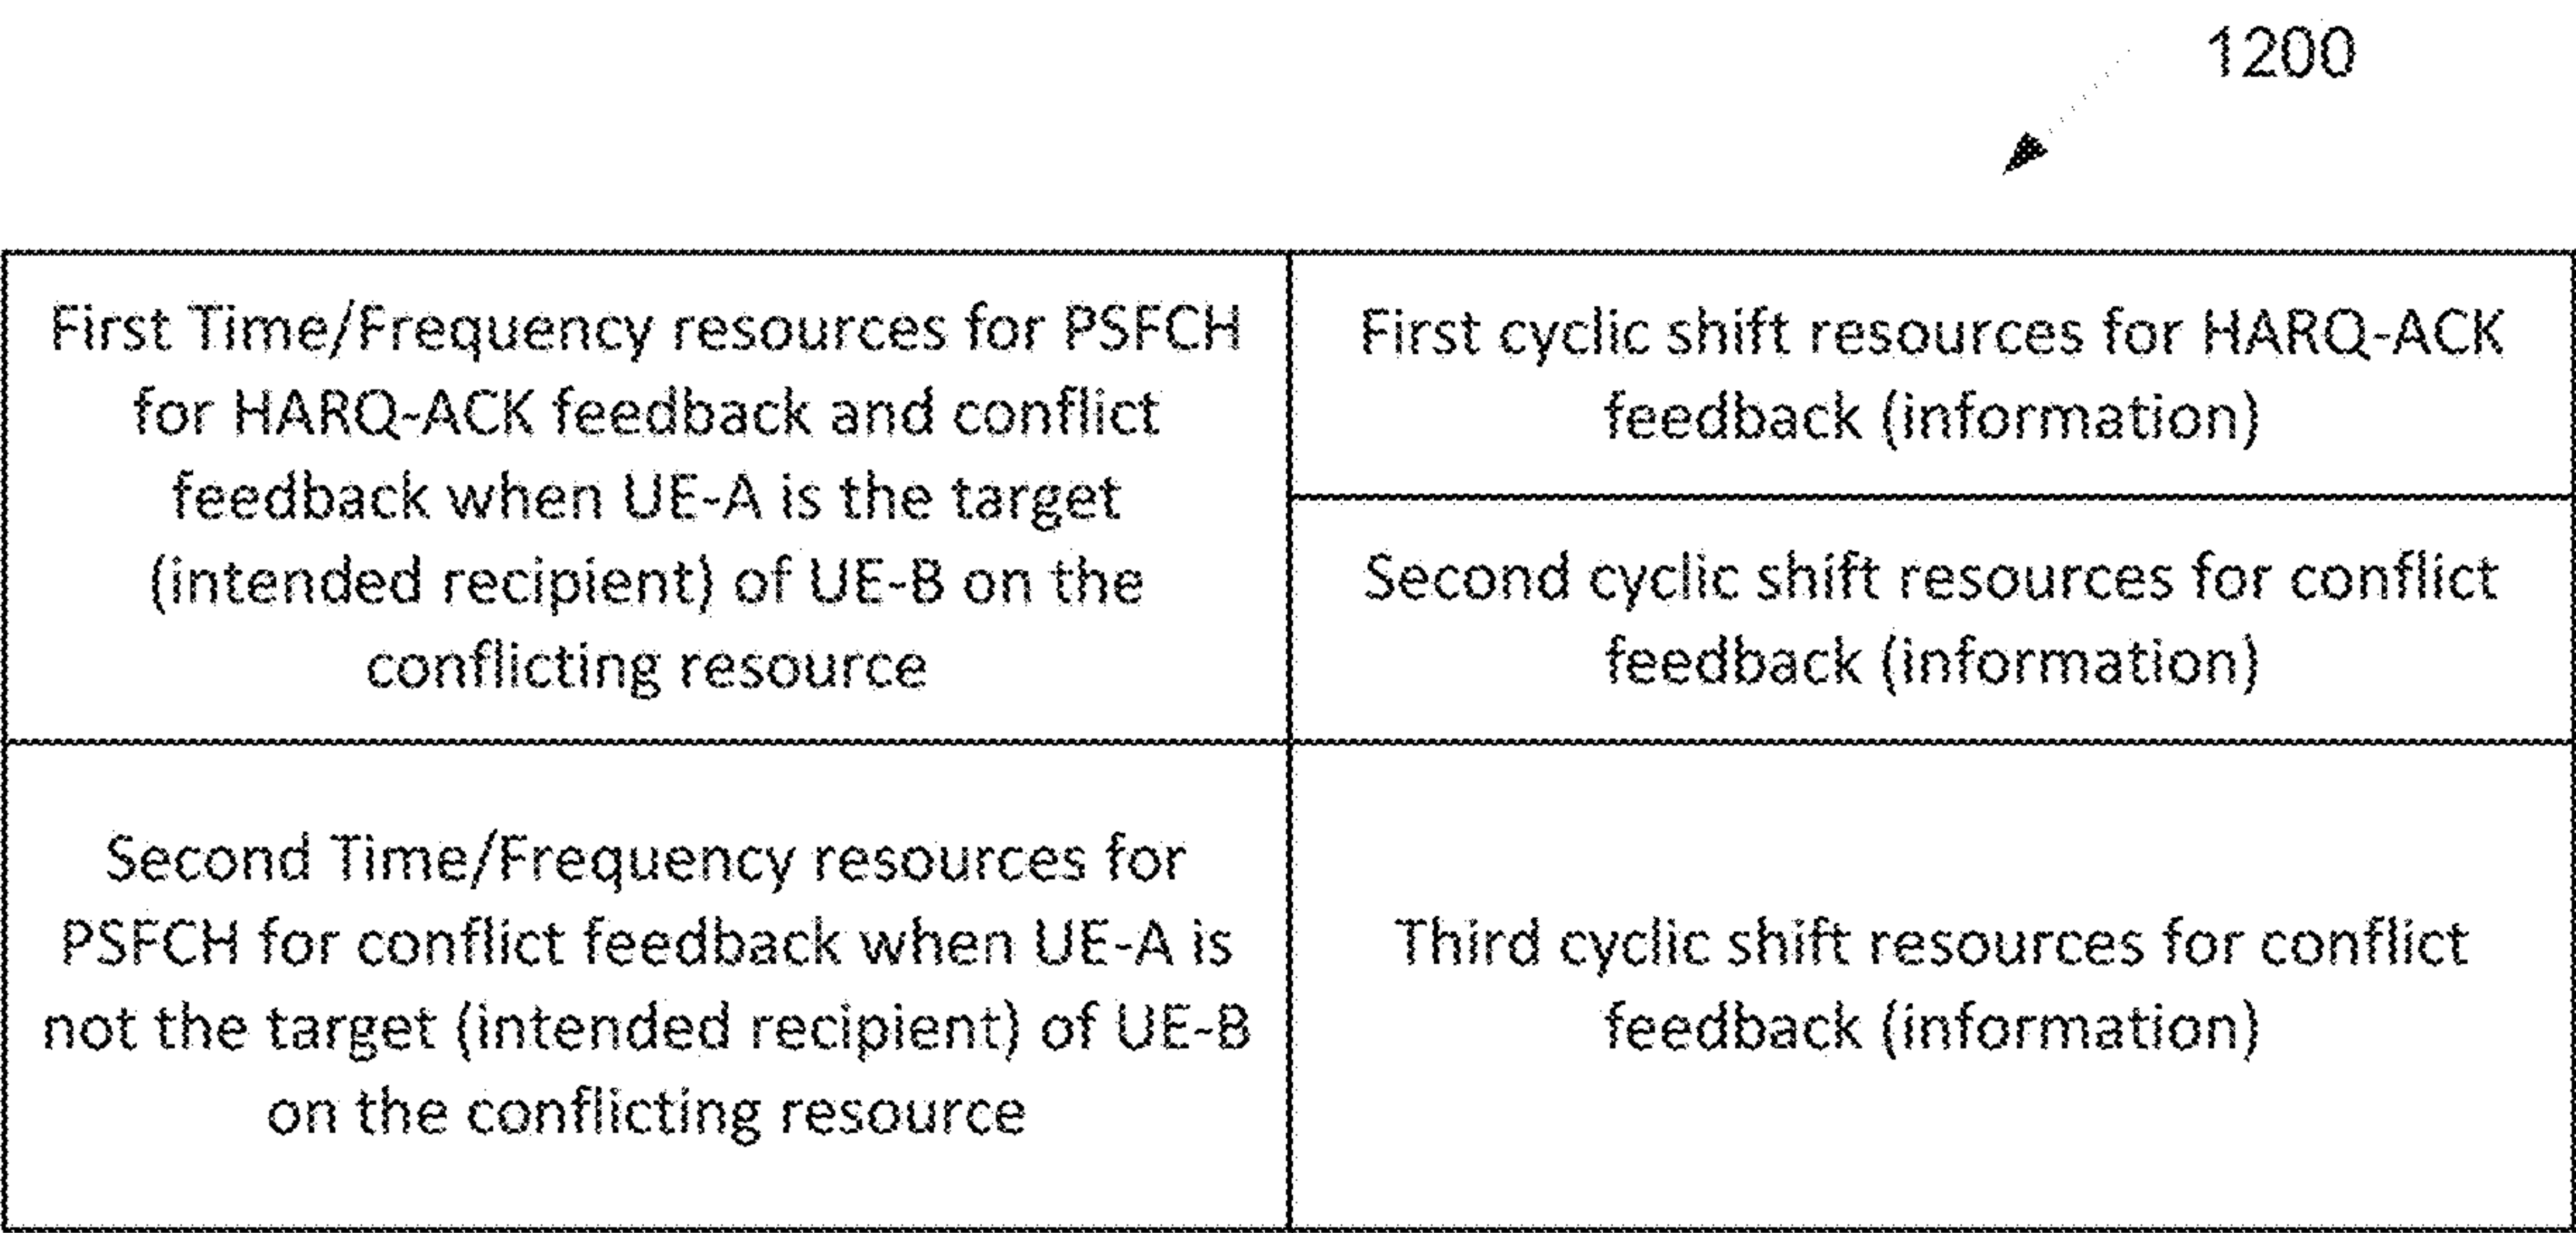 1200
First Time/Frequency resources for PSFCH
for HARQ-ACK feedback and conflict
feedback when UE-A is the target
(intended recipient) of UE-B on the
conflicting resource
First cyclic shift resources for HARQ-ACK
feedback (information)
Second cyclic shift resources for conflict
feedback (information)
Second Time/Frequency resources for
PSFCH for conflict feedback when UE-A is
not the target (intended recipient) of UE-B
on the conflicting resource
Third cyclic shift resources for conflict
feedback (information)